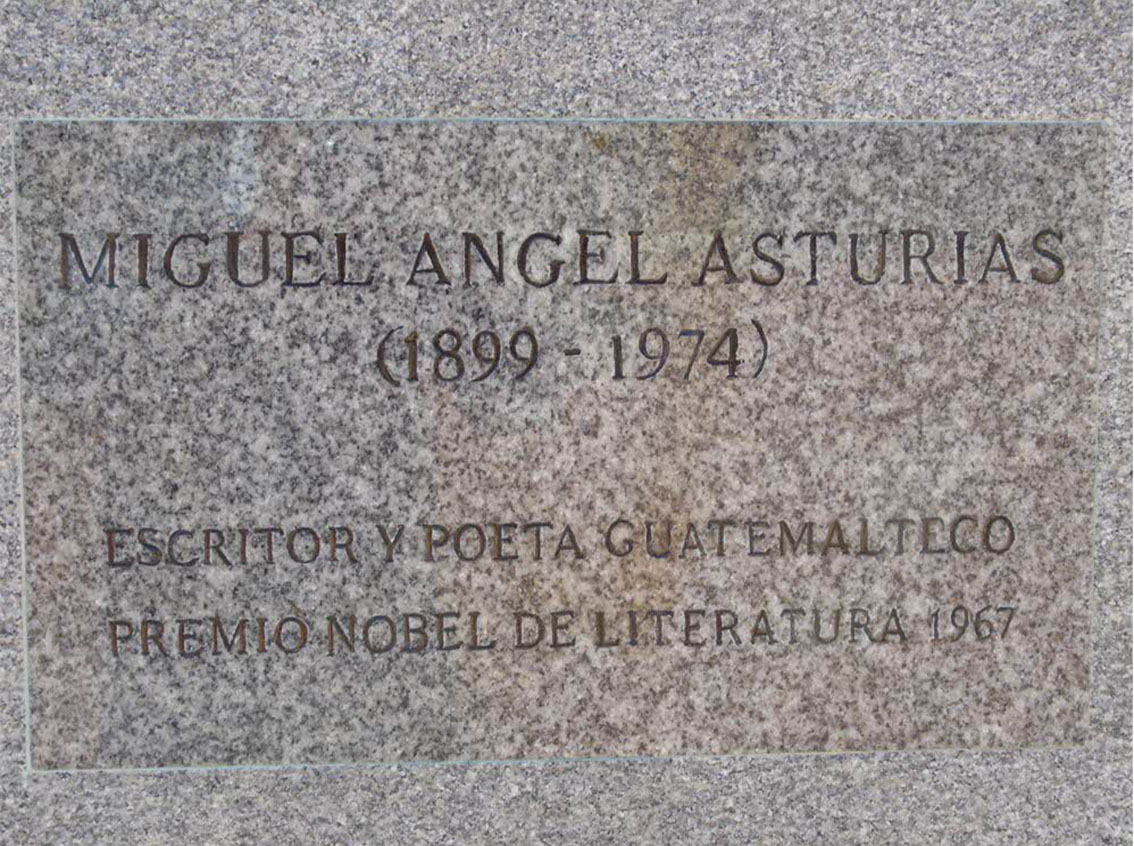 MIGUEL ANGEL ASTURIAS
(1899 - 1974)
ESCRITOR Y POETA GUATEMALTECO
PREMIO NOBEL DE LITERATURA 1967